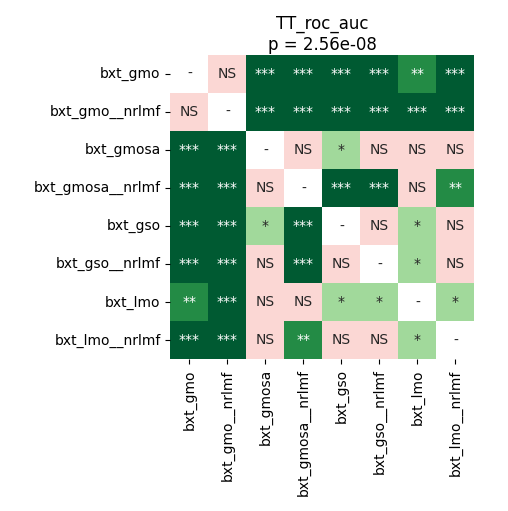 TT_roc_auc
p = 2.56e-08
bxt_gmo - NS *** *** *** *** ** ***
bxt_gmo__nrlmf NS - *** *** *** *** *** ***
bxt_gmosa *** *** - NS * NS NS NS
bxt_gmosa__nrlmf *** *** NS - *** *** NS **
bxt_gso *** *** * *** - NS * NS
bxt_gso__nrlmf *** *** NS *** NS - * NS
bxt_lmo ** *** NS NS * * - *
bxt_lmo__nrlmf *** *** NS ** NS NS * -
bxt_gmo
bxt_gmo__nrlmf
bxt_gmosa
bxt_gmosa__nrlmf
bxt_gso
bxt_gso__nrlmf
bxt_lmo
bxt_lmo__nrlmf